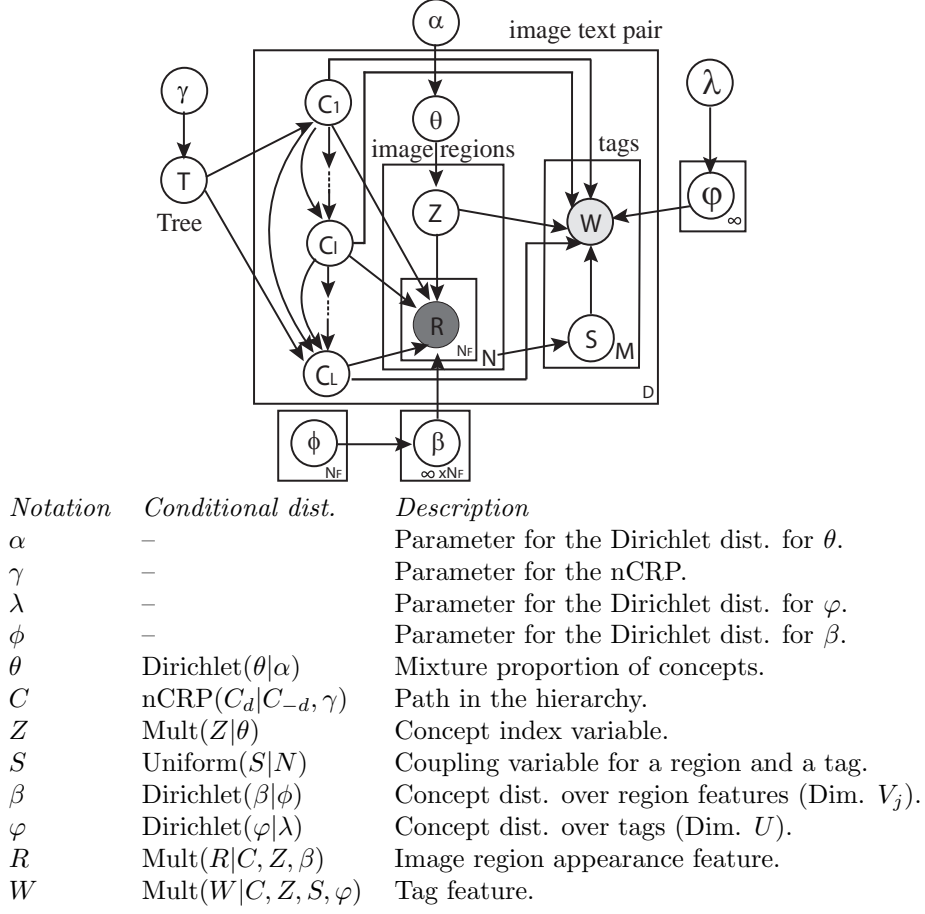 α
image text pair
γ
C1
λ
θ
image regions
tags
T
Tree
Z
W
φ
∞
CI
R
NF
N
S
M
CL
D
ϕ
NF
β
∞ xNF
Notation Conditional dist. Description
α – Parameter for the Dirichlet dist. for θ.
γ – Parameter for the nCRP.
λ – Parameter for the Dirichlet dist. for φ.
ϕ – Parameter for the Dirichlet dist. for β.
θ Dirichlet(θ|α) Mixture proportion of concepts.
C nCRP(C_d|C_{−d}, γ) Path in the hierarchy.
Z Mult(Z|θ) Concept index variable.
S Uniform(S|N) Coupling variable for a region and a tag.
β Dirichlet(β|ϕ) Concept dist. over region features (Dim. V_j).
φ Dirichlet(φ|λ) Concept dist. over tags (Dim. U).
R Mult(R|C, Z, β) Image region appearance feature.
W Mult(W|C, Z, S, φ) Tag feature.